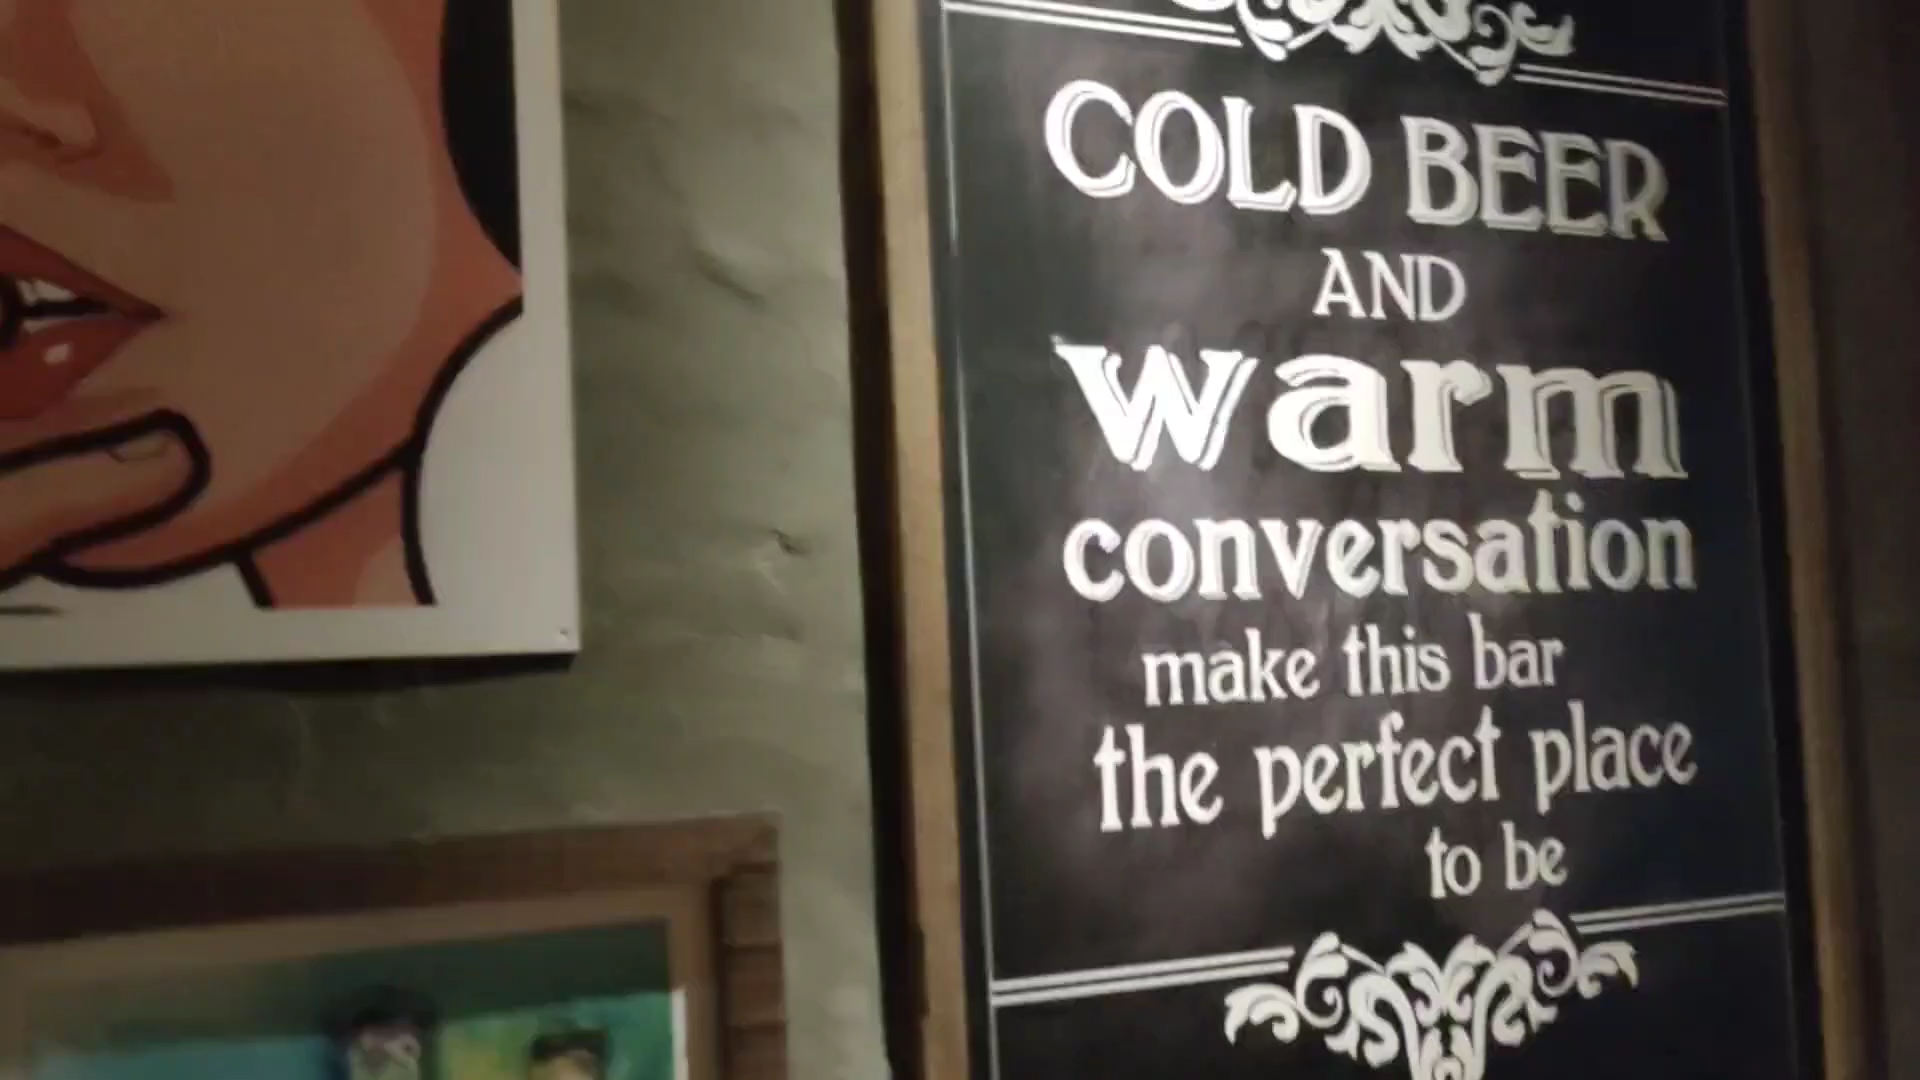 COLD BEER
AND
warm
conversation
make this bar
the perfect place
to be